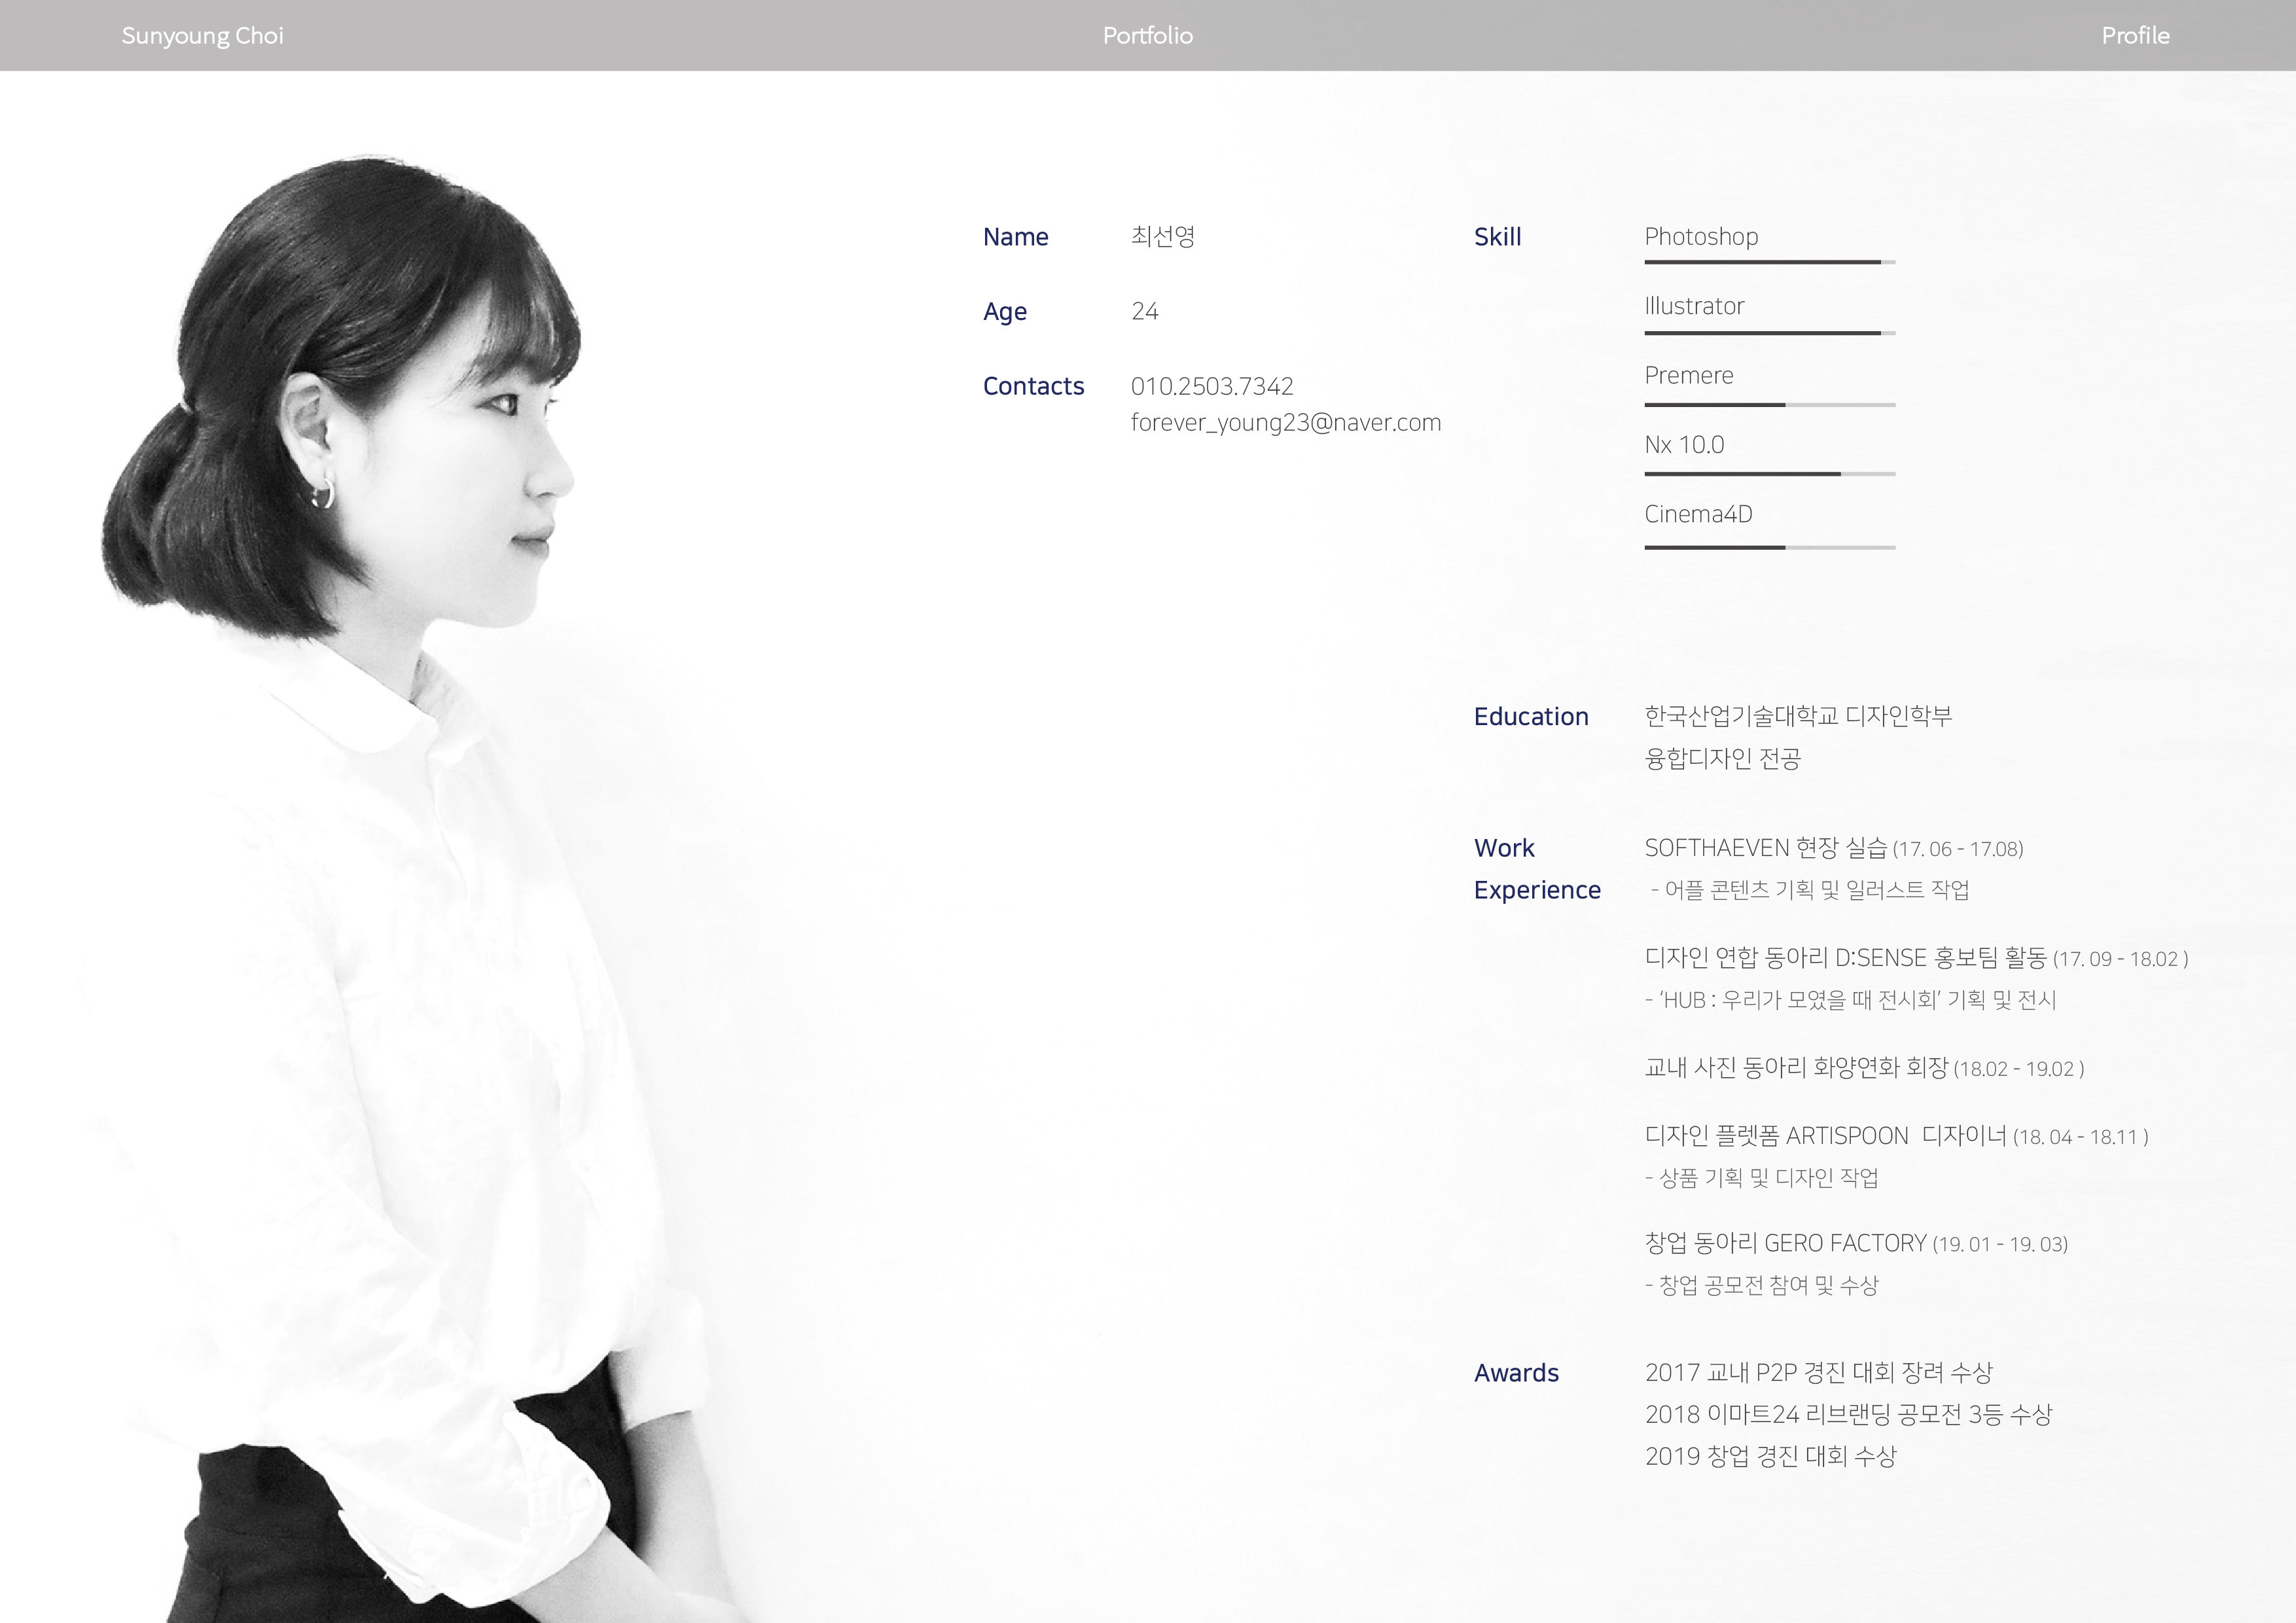 Sunyoung Choi
Portfolio
Profile
Name 최선영
Age 24
Contacts 010.2503.7342
forever_young23@naver.com
Skill
Photoshop
Illustrator
Premere
Nx 10.0
Cinema4D
Education 한국산업기술대학교 디자인학부
융합디자인 전공
Work SOFTHAEVEN 현장 실습 (17. 06 - 17.08)
Experience - 어플 콘텐츠 기획 및 일러스트 작업
디자인 연합 동아리 D:SENSE 홍보팀 활동 (17. 09 - 18.02 )
- ‘HUB : 우리가 모였을 때 전시회’ 기획 및 전시
교내 사진 동아리 화양연화 회장 (18.02 - 19.02 )
디자인 플렛폼 ARTISPOON 디자이너 (18. 04 - 18.11 )
- 상품 기획 및 디자인 작업
창업 동아리 GERO FACTORY (19. 01 - 19. 03)
- 창업 공모전 참여 및 수상
Awards 2017 교내 P2P 경진 대회 장려 수상
2018 이마트24 리브랜딩 공모전 3등 수상
2019 창업 경진 대회 수상